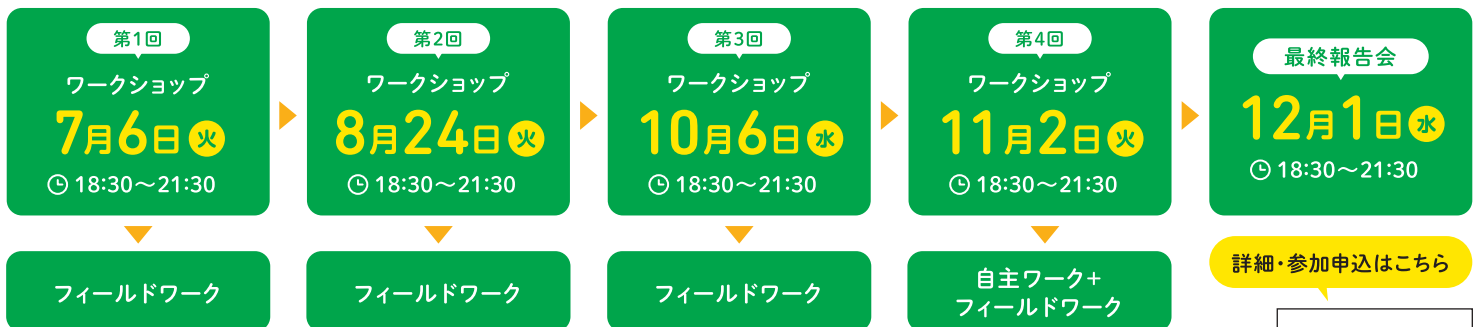 第1回
ワークショップ
7月6日火
18:30〜21:30
フィールドワーク
第2回
ワークショップ
8月24日火
18:30〜21:30
フィールドワーク
第3回
ワークショップ
10月6日水
18:30〜21:30
フィールドワーク
第4回
ワークショップ
11月2日火
18:30〜21:30
自主ワーク+
フィールドワーク
最終報告会
12月1日水
18:30〜21:30
詳細・参加申込はこちら